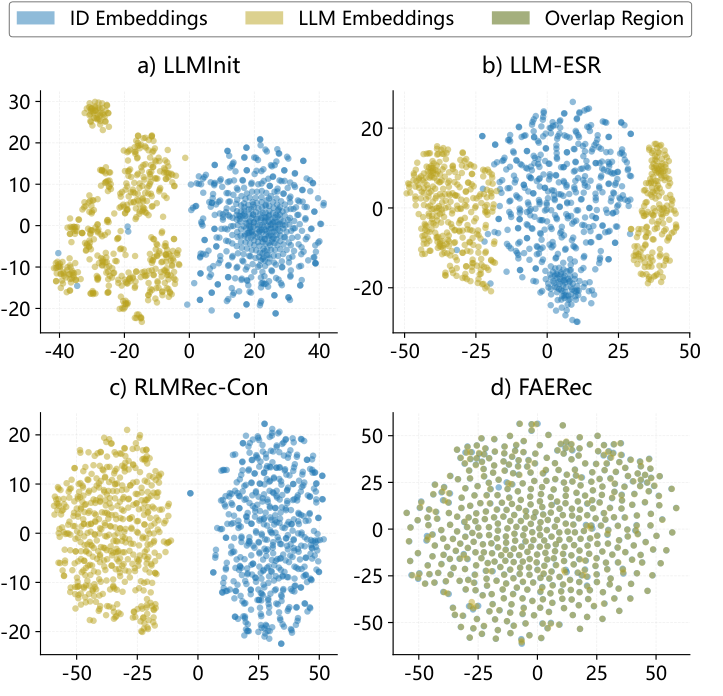 ID Embeddings LLM Embeddings Overlap Region
a) LLMInit
30
20
10
0
-10
-20
-40 -20 0 20 40
b) LLM-ESR
20
0
-20
-50 -25 0 25 50
c) RLMRec-Con
20
10
0
-10
-20
-50 -25 0 25 50
d) FAERec
50
25
0
-25
-50
-50 -25 0 25 50